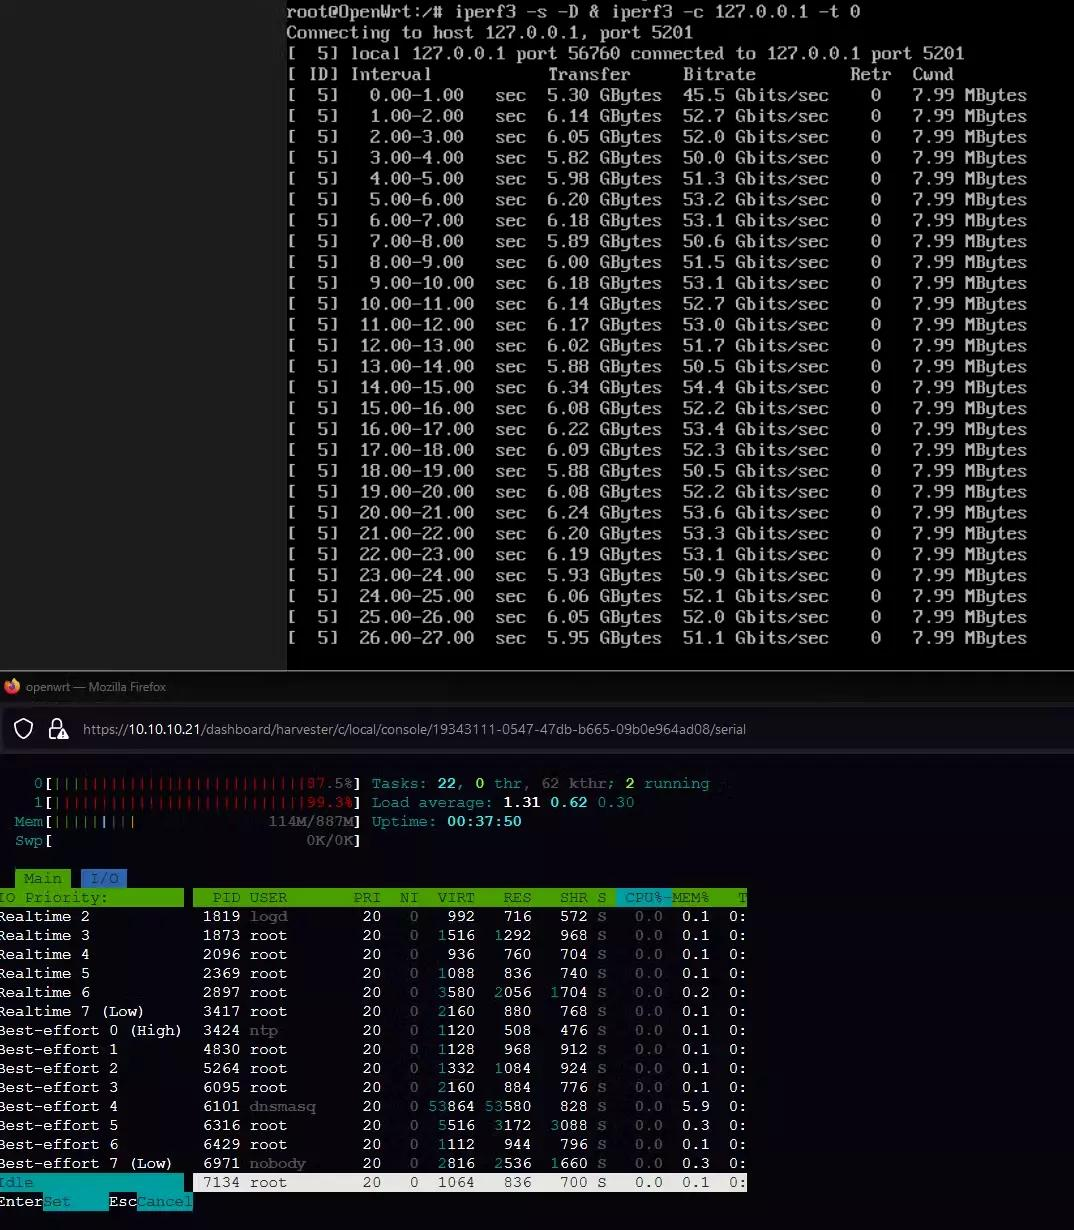 root@OpenWrt:/# iperf3 -s -D & iperf3 -c 127.0.0.1 -t 0
Connecting to host 127.0.0.1, port 5201
[  5] local 127.0.0.1 port 56760 connected to 127.0.0.1 port 5201
[ ID] Interval           Transfer     Bitrate         Retr  Cwnd
[  5]   0.00-1.00   sec  5.30 GBytes  45.5 Gbits/sec    0   7.99 MBytes
[  5]   1.00-2.00   sec  6.14 GBytes  52.7 Gbits/sec    0   7.99 MBytes
[  5]   2.00-3.00   sec  6.05 GBytes  52.0 Gbits/sec    0   7.99 MBytes
[  5]   3.00-4.00   sec  5.82 GBytes  50.0 Gbits/sec    0   7.99 MBytes
[  5]   4.00-5.00   sec  5.98 GBytes  51.3 Gbits/sec    0   7.99 MBytes
[  5]   5.00-6.00   sec  6.20 GBytes  53.2 Gbits/sec    0   7.99 MBytes
[  5]   6.00-7.00   sec  6.18 GBytes  53.1 Gbits/sec    0   7.99 MBytes
[  5]   7.00-8.00   sec  5.89 GBytes  50.6 Gbits/sec    0   7.99 MBytes
[  5]   8.00-9.00   sec  6.00 GBytes  51.5 Gbits/sec    0   7.99 MBytes
[  5]   9.00-10.00  sec  6.18 GBytes  53.1 Gbits/sec    0   7.99 MBytes
[  5]  10.00-11.00  sec  6.14 GBytes  52.7 Gbits/sec    0   7.99 MBytes
[  5]  11.00-12.00  sec  6.17 GBytes  53.0 Gbits/sec    0   7.99 MBytes
[  5]  12.00-13.00  sec  6.02 GBytes  51.7 Gbits/sec    0   7.99 MBytes
[  5]  13.00-14.00  sec  5.88 GBytes  50.5 Gbits/sec    0   7.99 MBytes
[  5]  14.00-15.00  sec  6.34 GBytes  54.4 Gbits/sec    0   7.99 MBytes
[  5]  15.00-16.00  sec  6.08 GBytes  52.2 Gbits/sec    0   7.99 MBytes
[  5]  16.00-17.00  sec  6.22 GBytes  53.4 Gbits/sec    0   7.99 MBytes
[  5]  17.00-18.00  sec  6.09 GBytes  52.3 Gbits/sec    0   7.99 MBytes
[  5]  18.00-19.00  sec  5.88 GBytes  50.5 Gbits/sec    0   7.99 MBytes
[  5]  19.00-20.00  sec  6.08 GBytes  52.2 Gbits/sec    0   7.99 MBytes
[  5]  20.00-21.00  sec  6.24 GBytes  53.6 Gbits/sec    0   7.99 MBytes
[  5]  21.00-22.00  sec  6.20 GBytes  53.3 Gbits/sec    0   7.99 MBytes
[  5]  22.00-23.00  sec  6.19 GBytes  53.1 Gbits/sec    0   7.99 MBytes
[  5]  23.00-24.00  sec  5.93 GBytes  50.9 Gbits/sec    0   7.99 MBytes
[  5]  24.00-25.00  sec  6.06 GBytes  52.1 Gbits/sec    0   7.99 MBytes
[  5]  25.00-26.00  sec  6.05 GBytes  52.0 Gbits/sec    0   7.99 MBytes
[  5]  26.00-27.00  sec  5.95 GBytes  51.1 Gbits/sec    0   7.99 MBytes
openwrt — Mozilla Firefox
https://10.10.10.21/dashboard/harvester/c/local/console/19343111-0547-47db-b665-09b0e964ad08/serial
0[97.5%] Tasks: 22, 0 thr, 62 kthr; 2 running
1[99.3%] Load average: 1.31 0.62 0.30
Mem[114M/887M] Uptime: 00:37:50
Swp[0K/0K]
Main I/O
IO Priority: PID USER PRI NI VIRT RES SHR S CPU%-MEM% T
Realtime 2 1819 logd 20 0 992 716 572 S 0.0 0.1 0:
Realtime 3 1873 root 20 0 1516 1292 968 S 0.0 0.1 0:
Realtime 4 2096 root 20 0 936 760 704 S 0.0 0.1 0:
Realtime 5 2369 root 20 0 1088 836 740 S 0.0 0.1 0:
Realtime 6 2897 root 20 0 3580 2056 1704 S 0.0 0.2 0:
Realtime 7 (Low) 3417 root 20 0 2160 880 768 S 0.0 0.1 0:
Best-effort 0 (High) 3424 ntp 20 0 1120 508 476 S 0.0 0.1 0:
Best-effort 1 4830 root 20 0 1128 968 912 S 0.0 0.1 0:
Best-effort 2 5264 root 20 0 1332 1084 924 S 0.0 0.1 0:
Best-effort 3 6095 root 20 0 2160 884 776 S 0.0 0.1 0:
Best-effort 4 6101 dnsmasq 20 0 53864 53580 828 S 0.0 5.9 0:
Best-effort 5 6316 root 20 0 5516 3172 3088 S 0.0 0.3 0:
Best-effort 6 6429 root 20 0 1112 944 796 S 0.0 0.1 0:
Best-effort 7 (Low) 6971 nobody 20 0 2816 2536 1660 S 0.0 0.3 0:
Idle 7134 root 20 0 1064 836 700 S 0.0 0.1 0:
EnterSet EscCancel